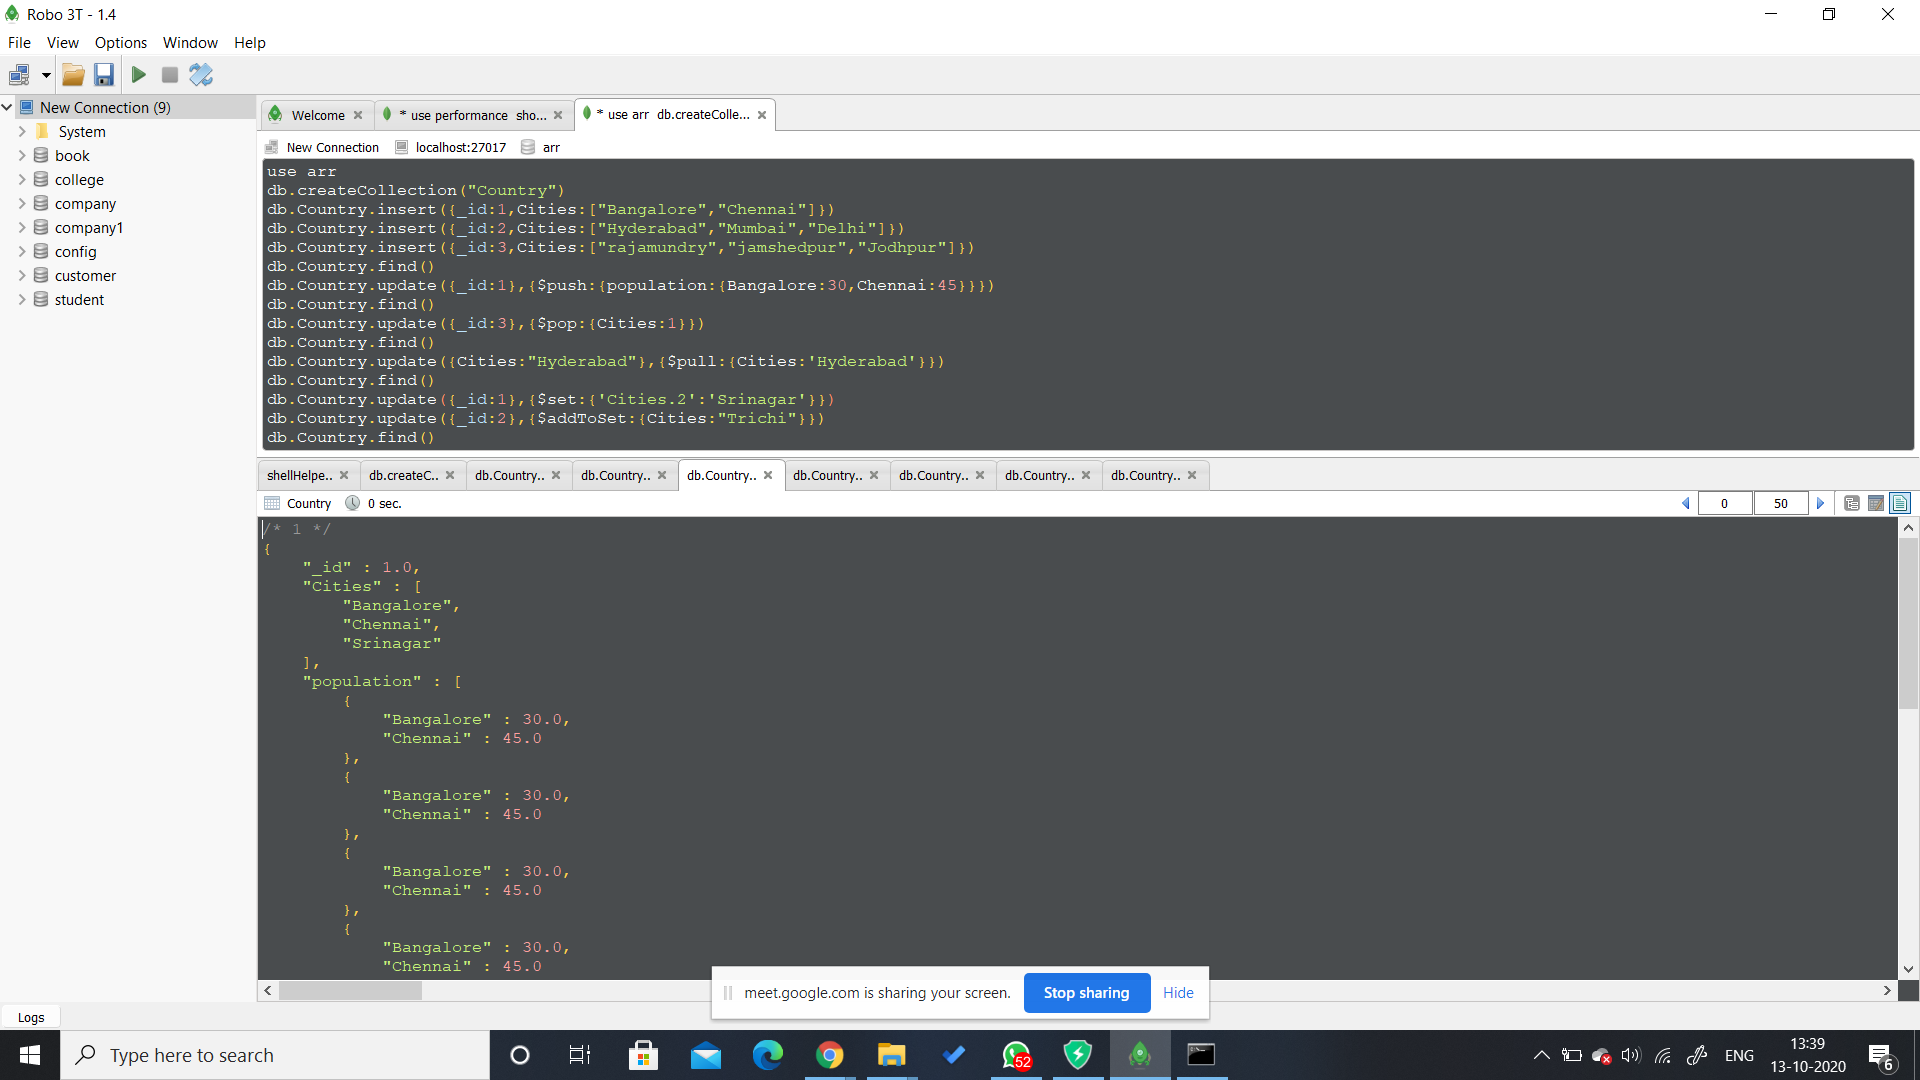 Robo 3T - 1.4
File View Options Window Help
New Connection (9)
System
book
college
company
company1
config
customer
student
Welcome
* use performance sho...
* use arr db.createColle...
New Connection localhost:27017 arr
use arr
db.createCollection("Country")
db.Country.insert({_id:1,Cities:["Bangalore","Chennai"]})
db.Country.insert({_id:2,Cities:["Hyderabad","Mumbai","Delhi"]})
db.Country.insert({_id:3,Cities:["rajamundry","jamshedpur","Jodhpur"]})
db.Country.find()
db.Country.update({_id:1},{$push:{population:{Bangalore:30,Chennai:45}}})
db.Country.find()
db.Country.update({_id:3},{$pop:{Cities:1}})
db.Country.find()
db.Country.update({Cities:"Hyderabad"},{$pull:{Cities:'Hyderabad'}})
db.Country.find()
db.Country.update({_id:1},{$set:{'Cities.2':'Srinagar'}})
db.Country.update({_id:2},{$addToSet:{Cities:"Trichi"}})
db.Country.find()
shellHelpe.. db.createC.. db.Country.. db.Country.. db.Country.. db.Country.. db.Country.. db.Country.. db.Country..
Country 0 sec. 0 50
/* 1 */
{
"_id" : 1.0,
"Cities" : [
"Bangalore",
"Chennai",
"Srinagar"
],
"population" : [
{
"Bangalore" : 30.0,
"Chennai" : 45.0
},
{
"Bangalore" : 30.0,
"Chennai" : 45.0
},
{
"Bangalore" : 30.0,
"Chennai" : 45.0
},
{
"Bangalore" : 30.0,
"Chennai" : 45.0
meet.google.com is sharing your screen. Stop sharing Hide
Logs
Type here to search
52
ENG
13:39
13-10-2020
6